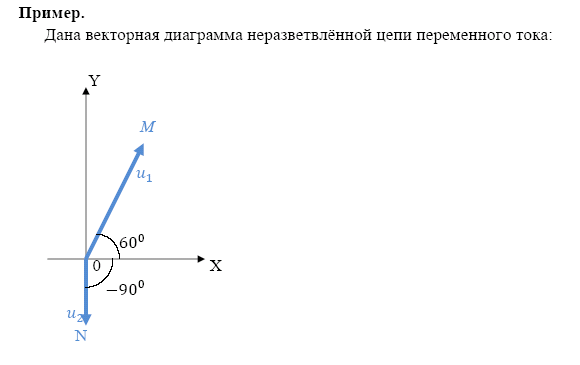 Пример.
Дана векторная диаграмма неразветвлённой цепи переменного тока:
Y
M
u₁
60⁰
0
X
−90⁰
u₂
N